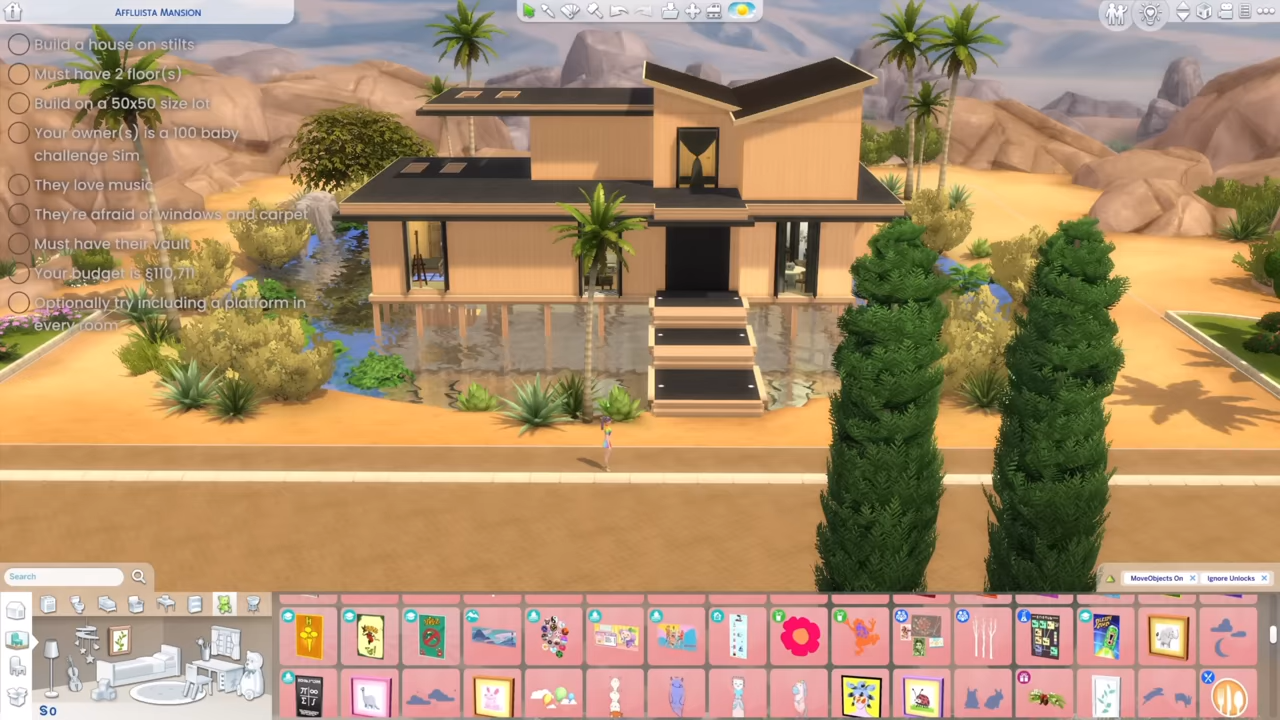 AFFLUISTA MANSION
Build a house on stilts
Must have 2 floor(s)
Build on a 50x50 size lot
Your owner(s) is a 100 baby
challenge Sim
They love music
They're afraid of windows and carpet
Must have their vault
Your budget is §110,711
Optionally try including a platform in
every room
Search
MoveObjects On
Ignore Unlocks
§0